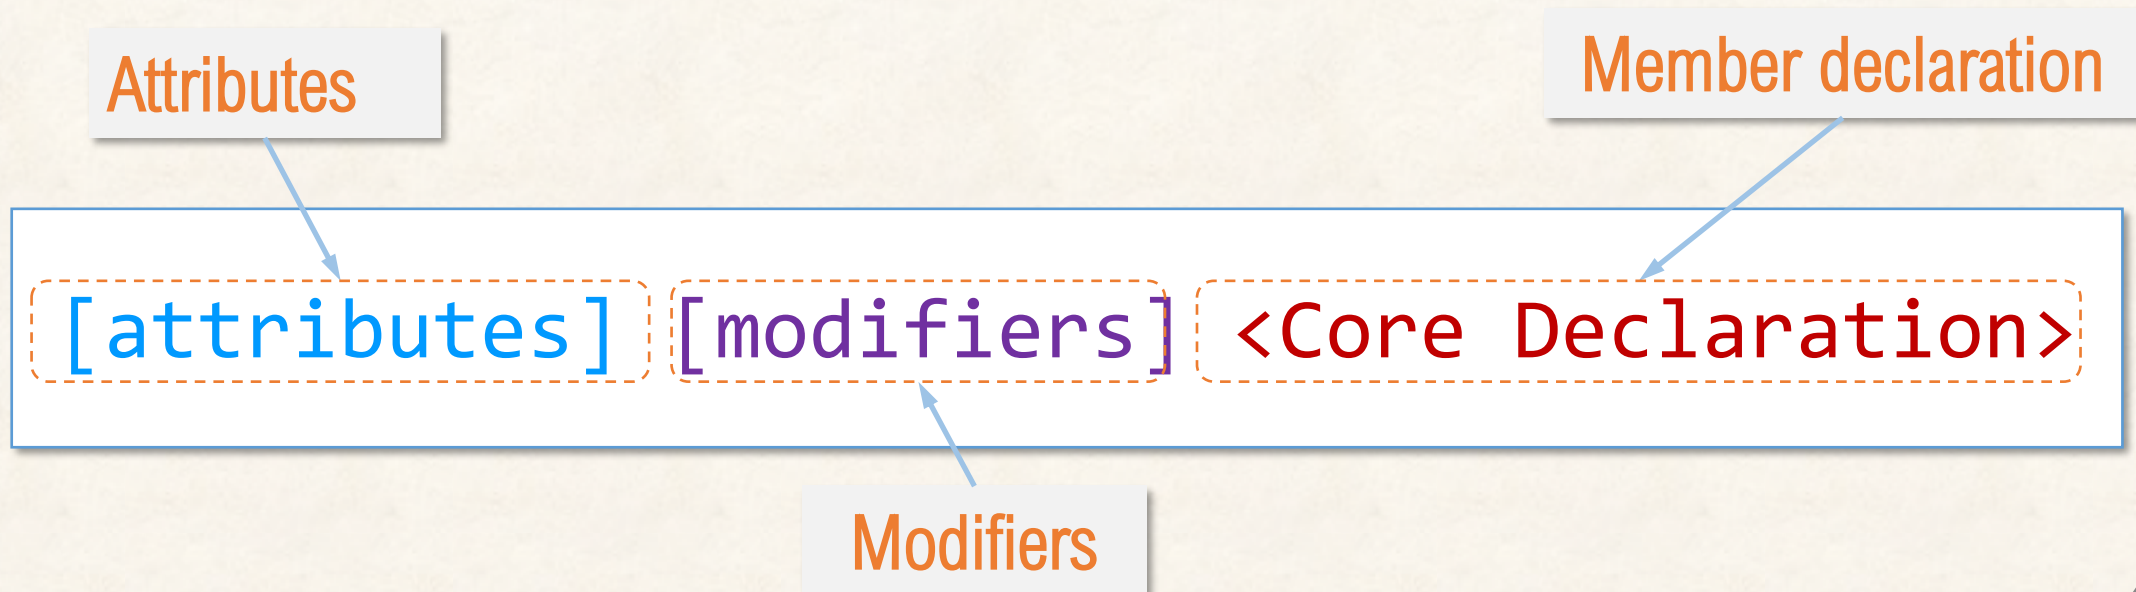 Attributes
Member declaration
[attributes] [modifiers] <Core Declaration>
Modifiers